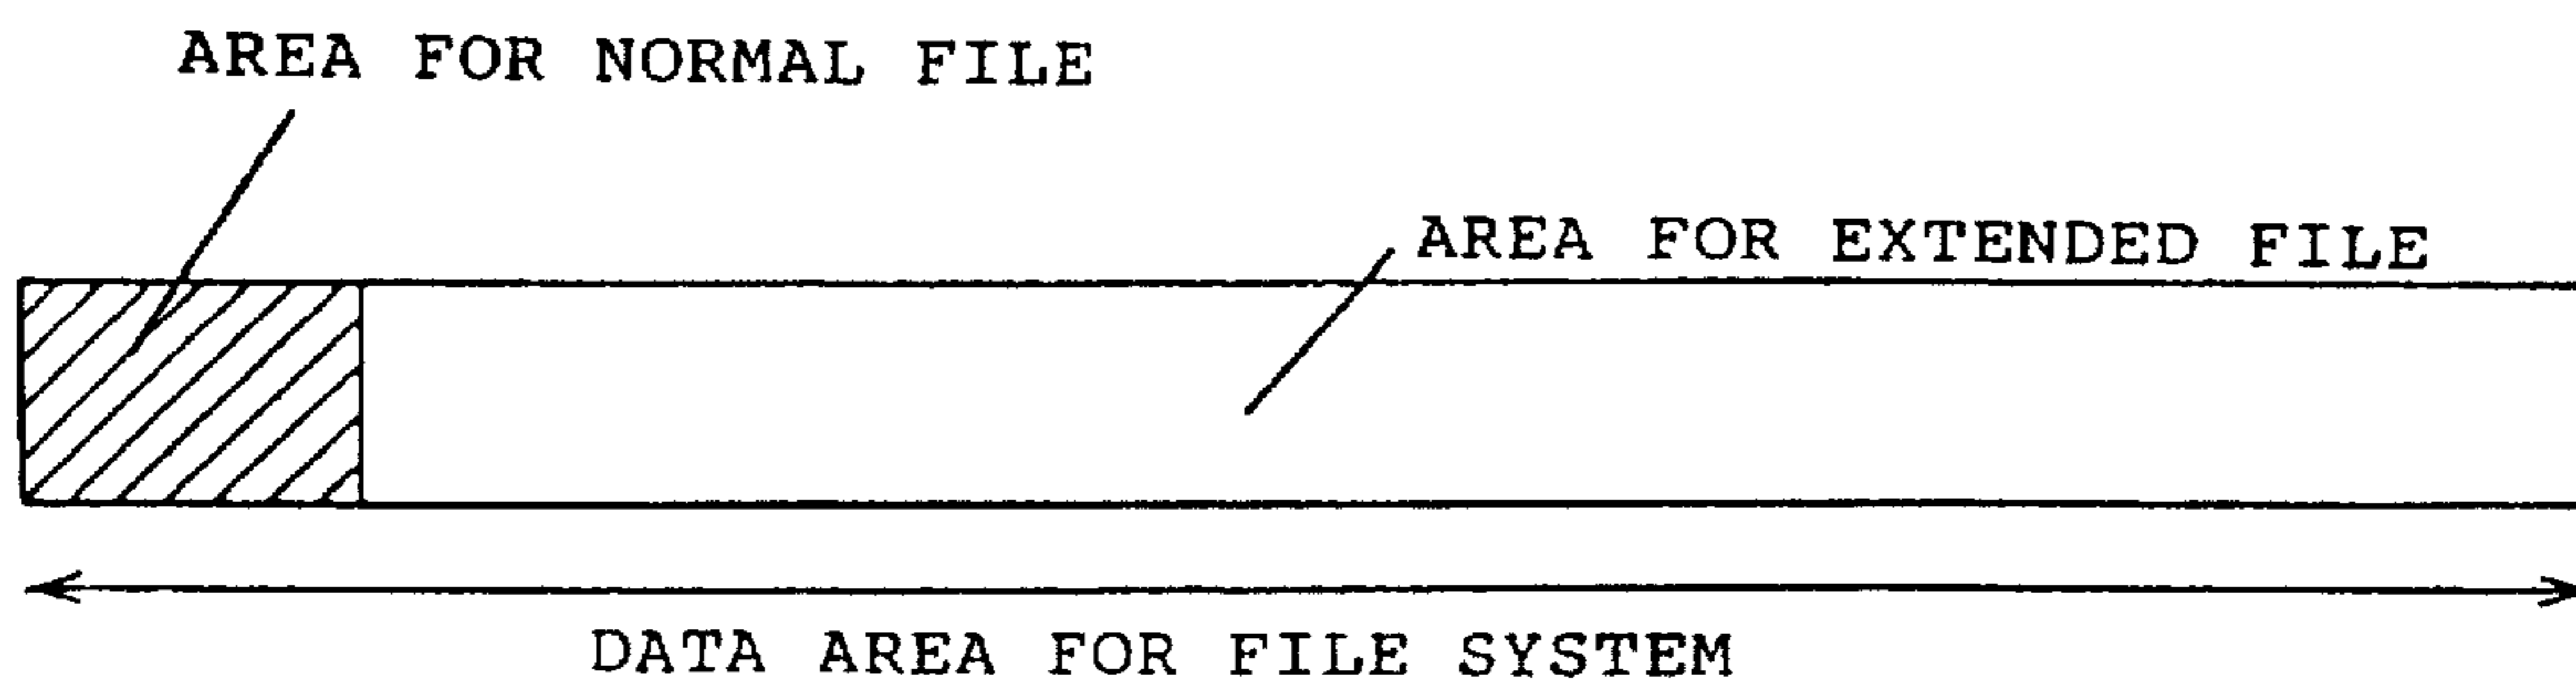 AREA FOR NORMAL FILE
AREA FOR EXTENDED FILE
DATA AREA FOR FILE SYSTEM